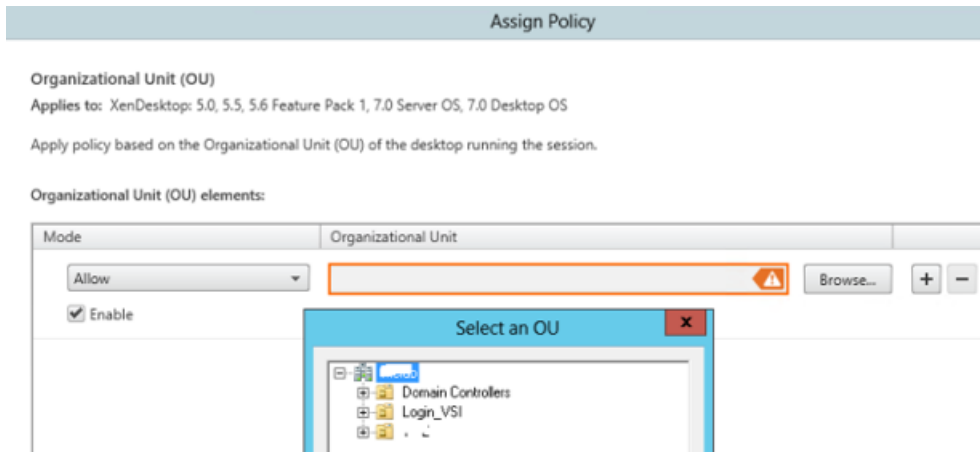 Assign Policy
Organizational Unit (OU)
Applies to: XenDesktop: 5.0, 5.5, 5.6 Feature Pack 1, 7.0 Server OS, 7.0 Desktop OS
Apply policy based on the Organizational Unit (OU) of the desktop running the session.
Organizational Unit (OU) elements:
Mode Organizational Unit
Allow Browse... + −
Enable
Select an OU x
Domain Controllers
Login_VSI